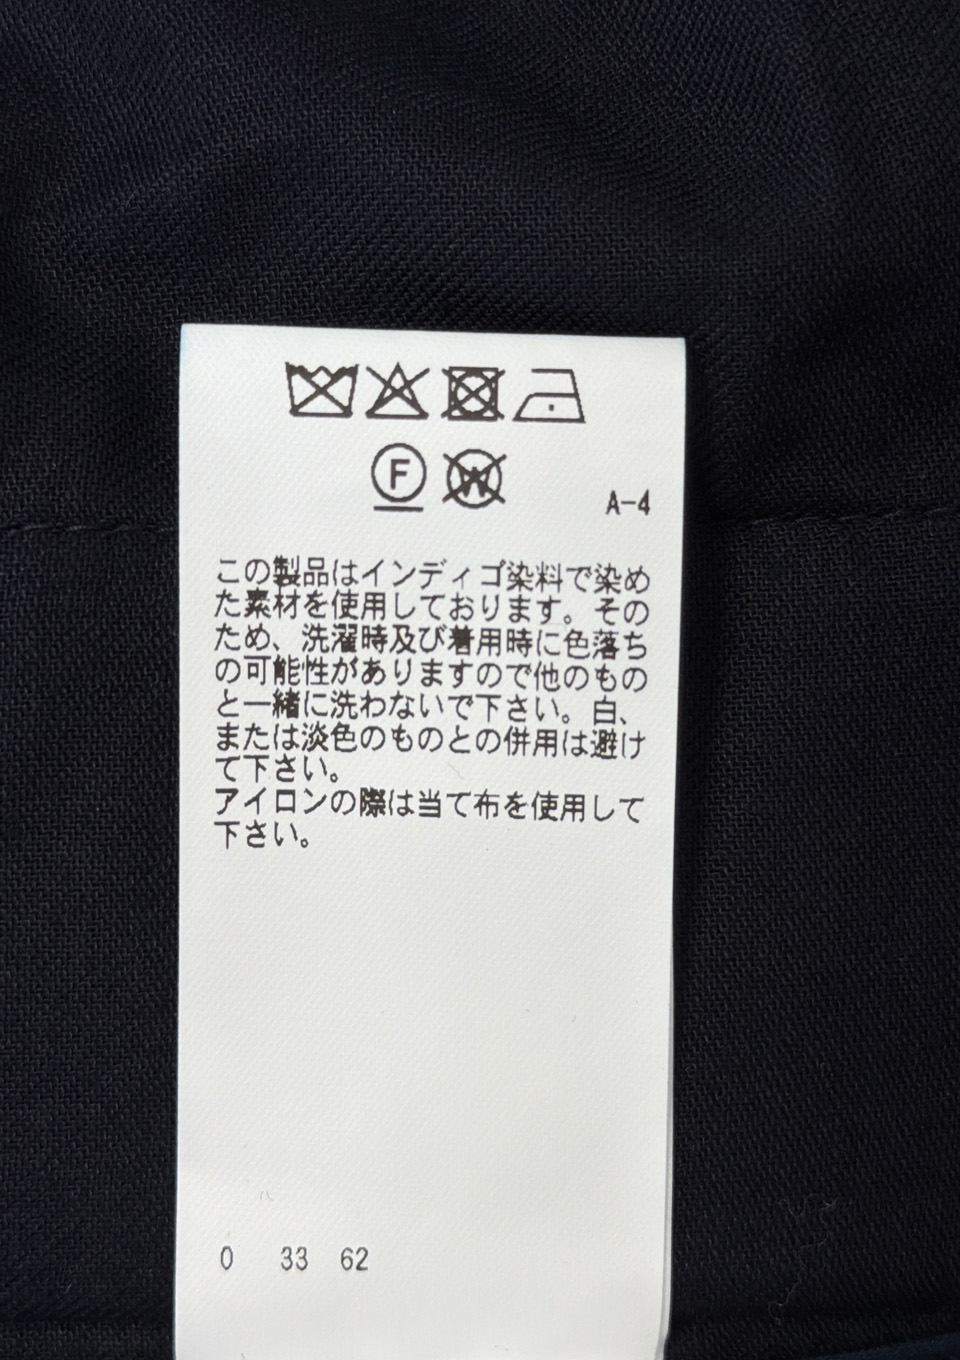 F W
A-4
この製品はインディゴ染料で染め
た素材を使用しております。その
ため、洗濯時及び着用時に色落ち
の可能性がありますので他のもの
と一緒に洗わないで下さい。白、
または淡色のものとの併用は避け
て下さい。
アイロンの際は当て布を使用して
下さい。
0 33 62